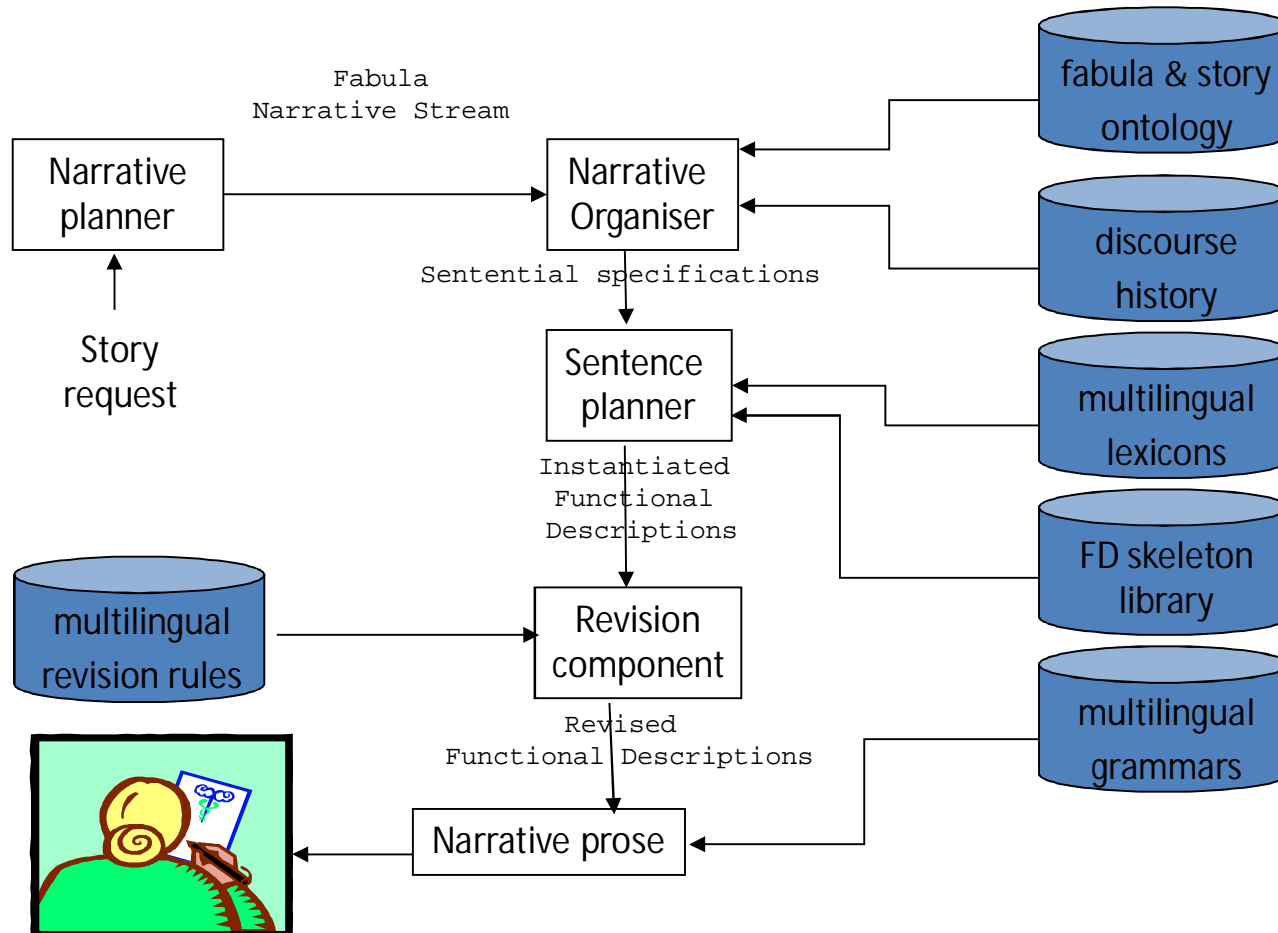 fabula & story
ontology
Fabula
Narrative Stream
Narrative
planner
Narrative
Organiser
discourse
history
Sentential specifications
Story
request
Sentence
planner
multilingual
lexicons
Instantiated
Functional
Descriptions
FD skeleton
library
multilingual
revision rules
Revision
component
multilingual
grammars
Revised
Functional Descriptions
Narrative prose